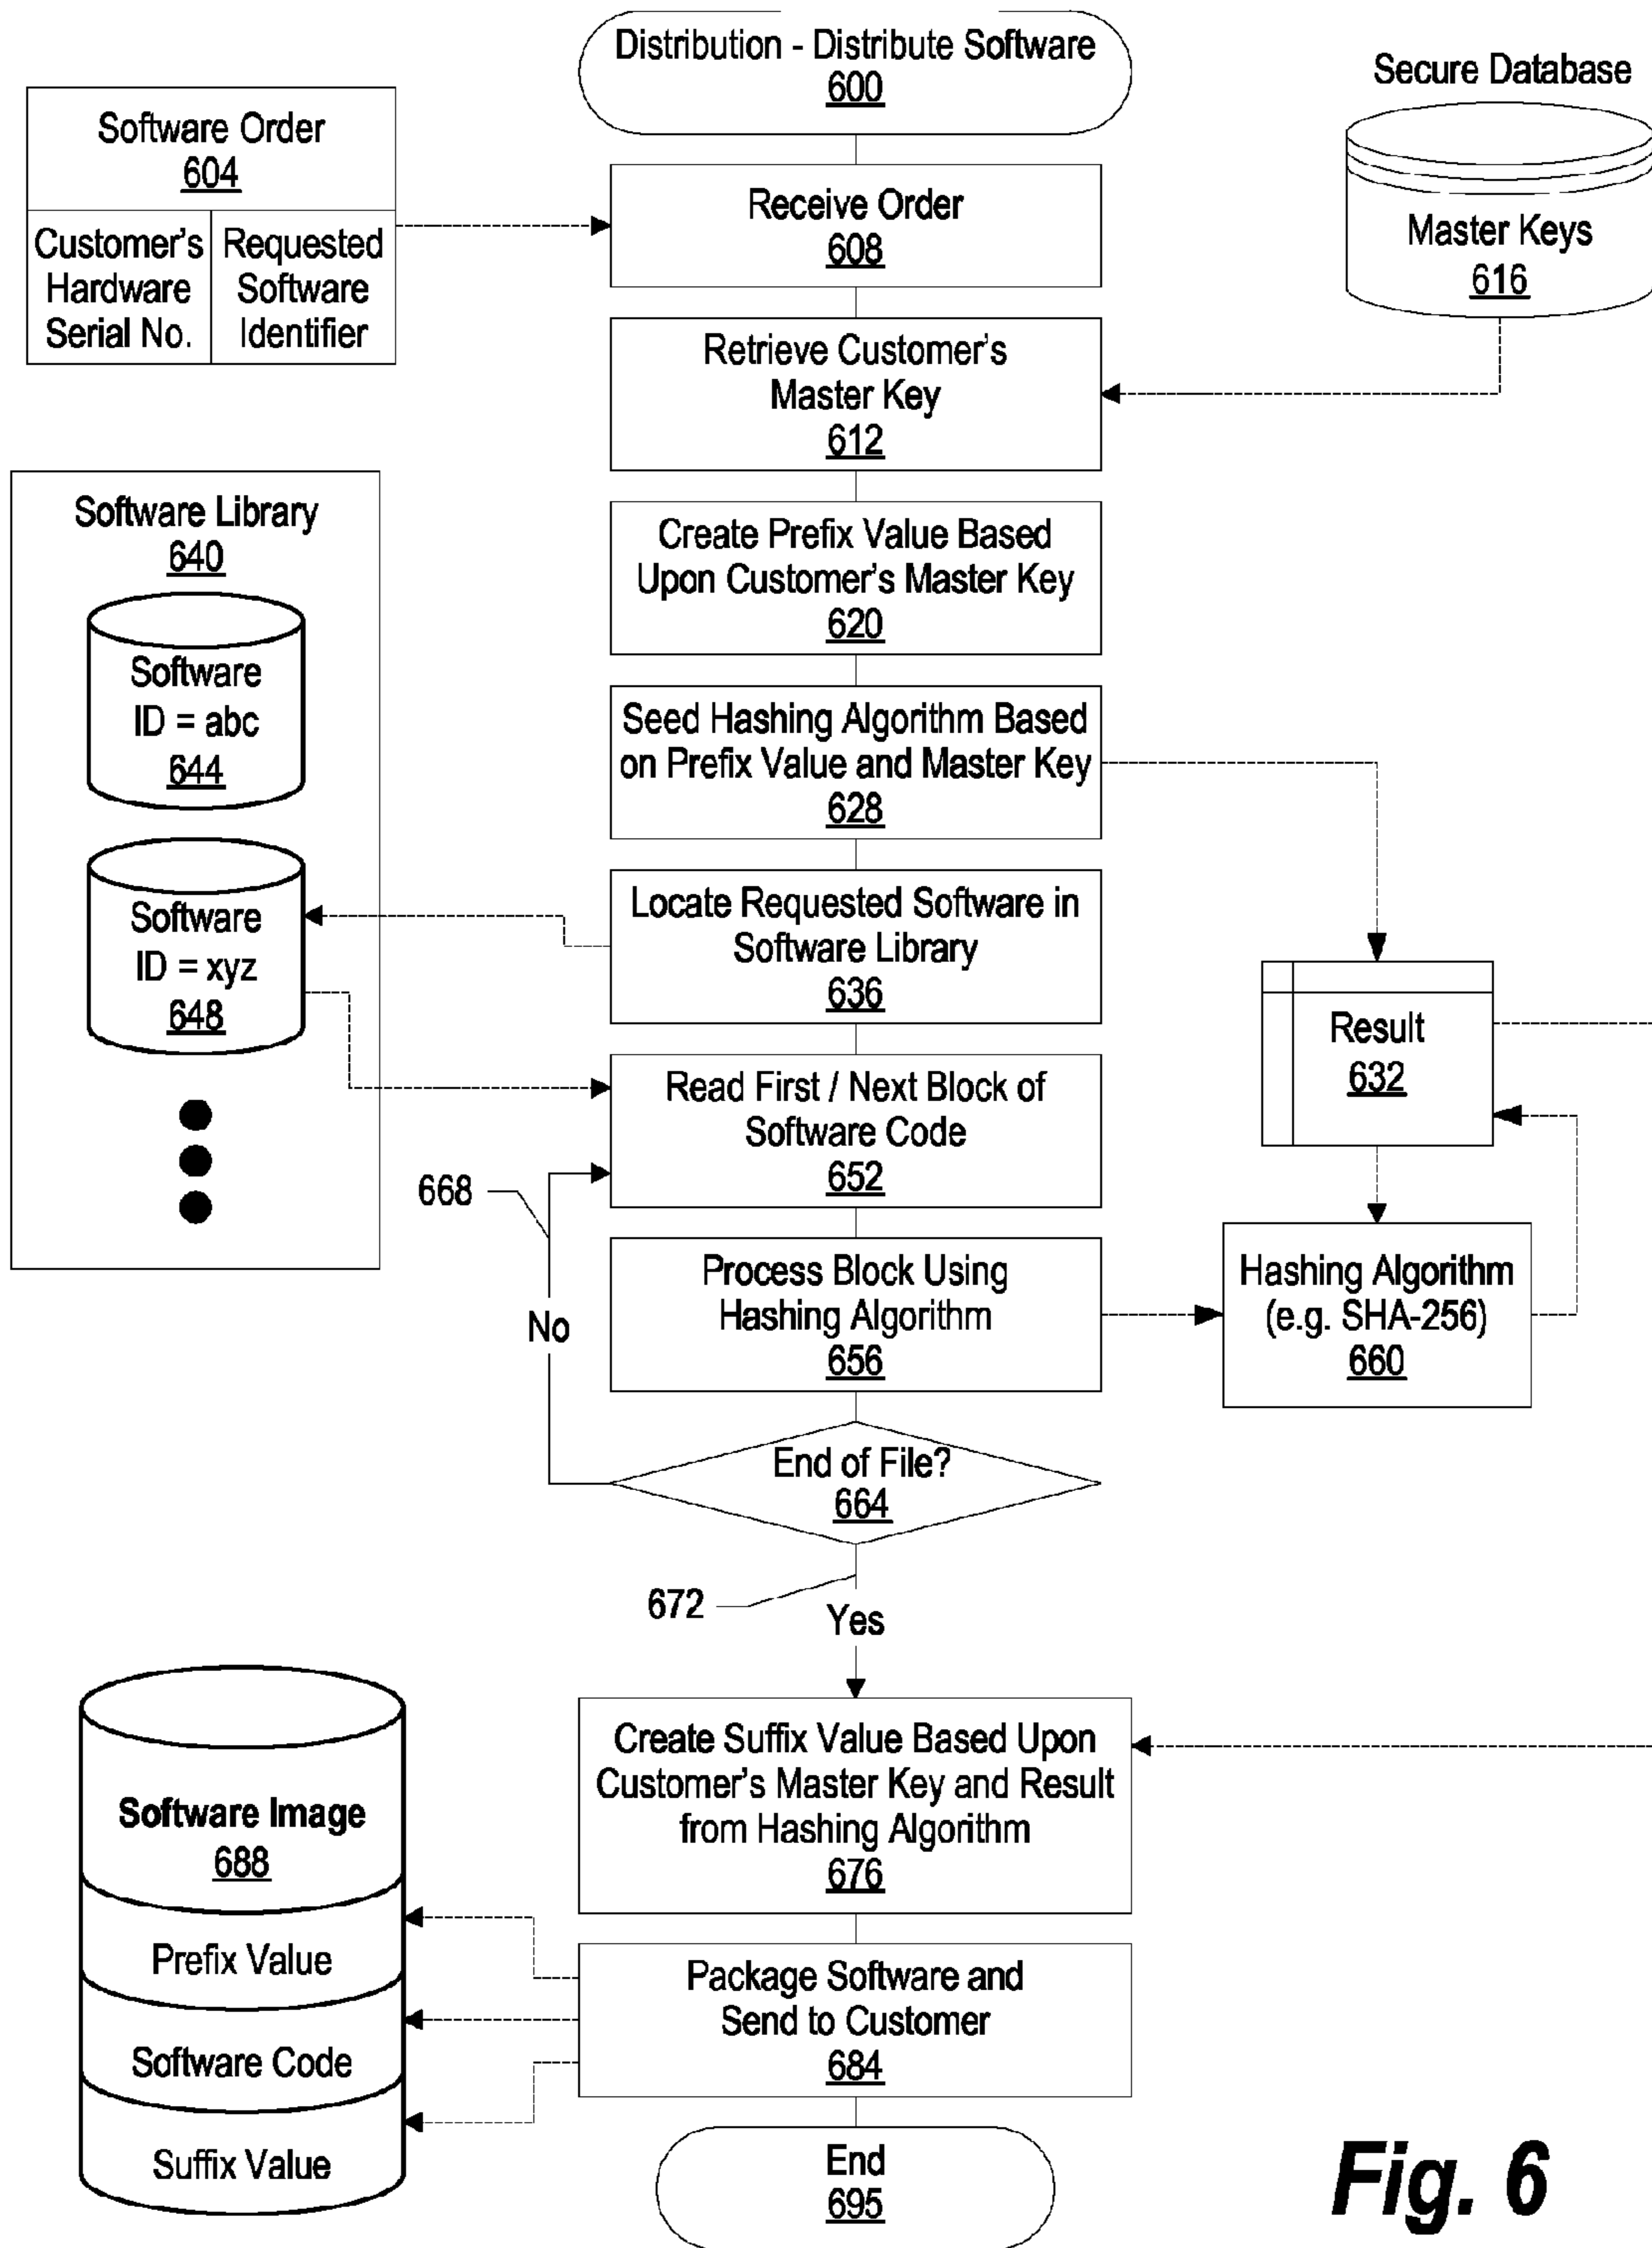 Distribution - Distribute Software
600
Secure Database
Master Keys
616
Software Order
604
Customer's
Hardware
Serial No.
Requested
Software
Identifier
Receive Order
608
Retrieve Customer's
Master Key
612
Software Library
640
Software
ID = abc
644
Software
ID = xyz
648
Create Prefix Value Based
Upon Customer's Master Key
620
Seed Hashing Algorithm Based
on Prefix Value and Master Key
628
Locate Requested Software in
Software Library
636
Result
632
Read First / Next Block of
Software Code
652
668
No
Process Block Using
Hashing Algorithm
656
Hashing Algorithm
(e.g. SHA-256)
660
End of File?
664
672
Yes
Create Suffix Value Based Upon
Customer's Master Key and Result
from Hashing Algorithm
676
Software Image
688
Prefix Value
Software Code
Suffix Value
Package Software and
Send to Customer
684
End
695
Fig. 6